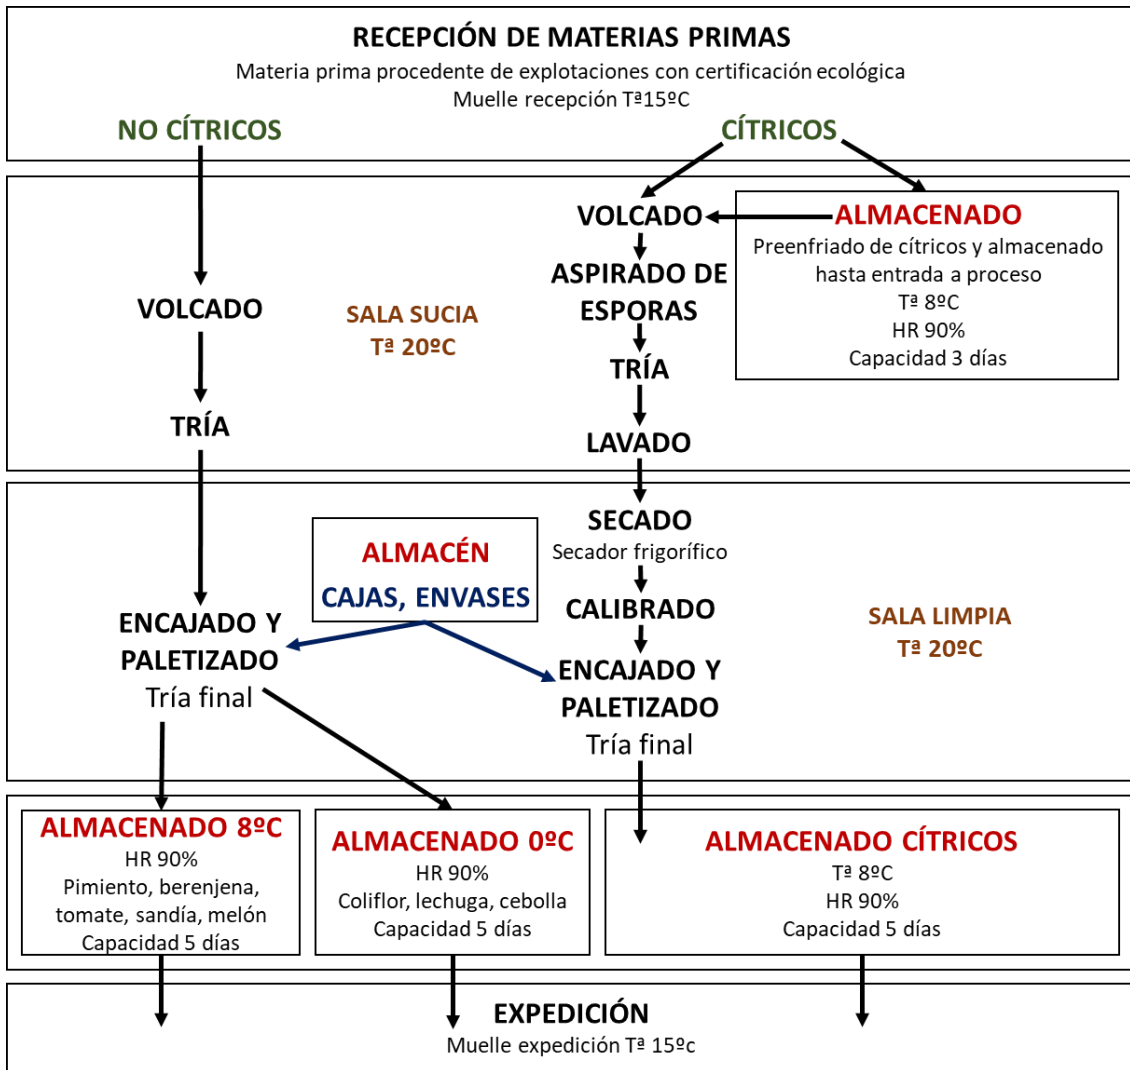 RECEPCIÓN DE MATERIAS PRIMAS
Materia prima procedente de explotaciones con certificación ecológica
Muelle recepción Tª15ºC
NO CÍTRICOS
CÍTRICOS
VOLCADO
ALMACENADO
Preenfriado de cítricos y almacenado
hasta entrada a proceso
Tª 8ºC
HR 90%
Capacidad 3 días
ASPIRADO DE
ESPORAS
VOLCADO
SALA SUCIA
Tª 20ºC
TRÍA
TRÍA
LAVADO
SECADO
Secador frigorífico
ALMACÉN
CAJAS, ENVASES
CALIBRADO
SALA LIMPIA
Tª 20ºC
ENCAJADO Y
PALETIZADO
Tría final
ENCAJADO Y
PALETIZADO
Tría final
ALMACENADO 8ºC
HR 90%
Pimiento, berenjena,
tomate, sandía, melón
Capacidad 5 días
ALMACENADO 0ºC
HR 90%
Coliflor, lechuga, cebolla
Capacidad 5 días
ALMACENADO CÍTRICOS
Tª 8ºC
HR 90%
Capacidad 5 días
EXPEDICIÓN
Muelle expedición Tª 15ºc